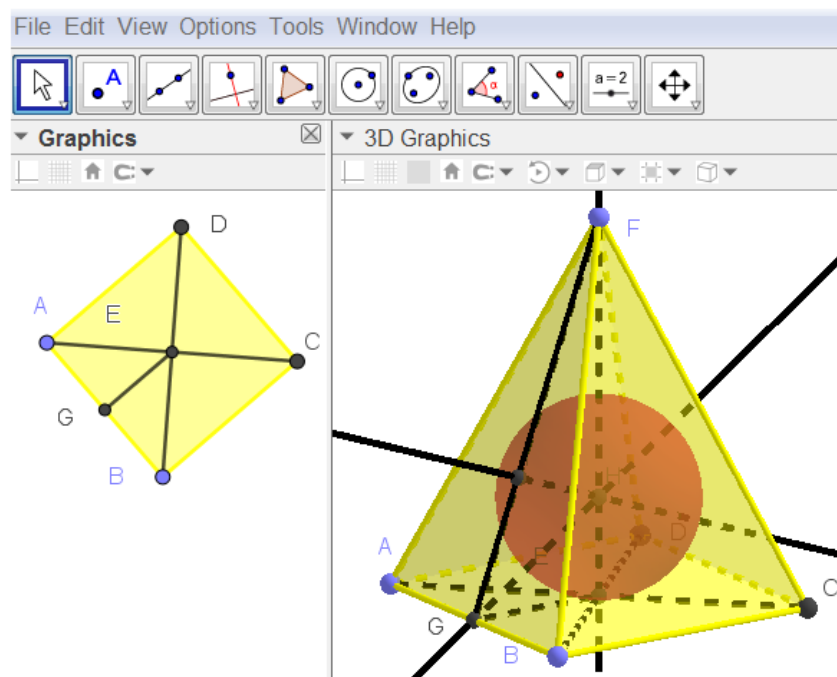 File Edit View Options Tools Window Help
A α a=2
Graphics
3D Graphics
D
A
E
C
G
B
F
H
D
A
E
C
G
B